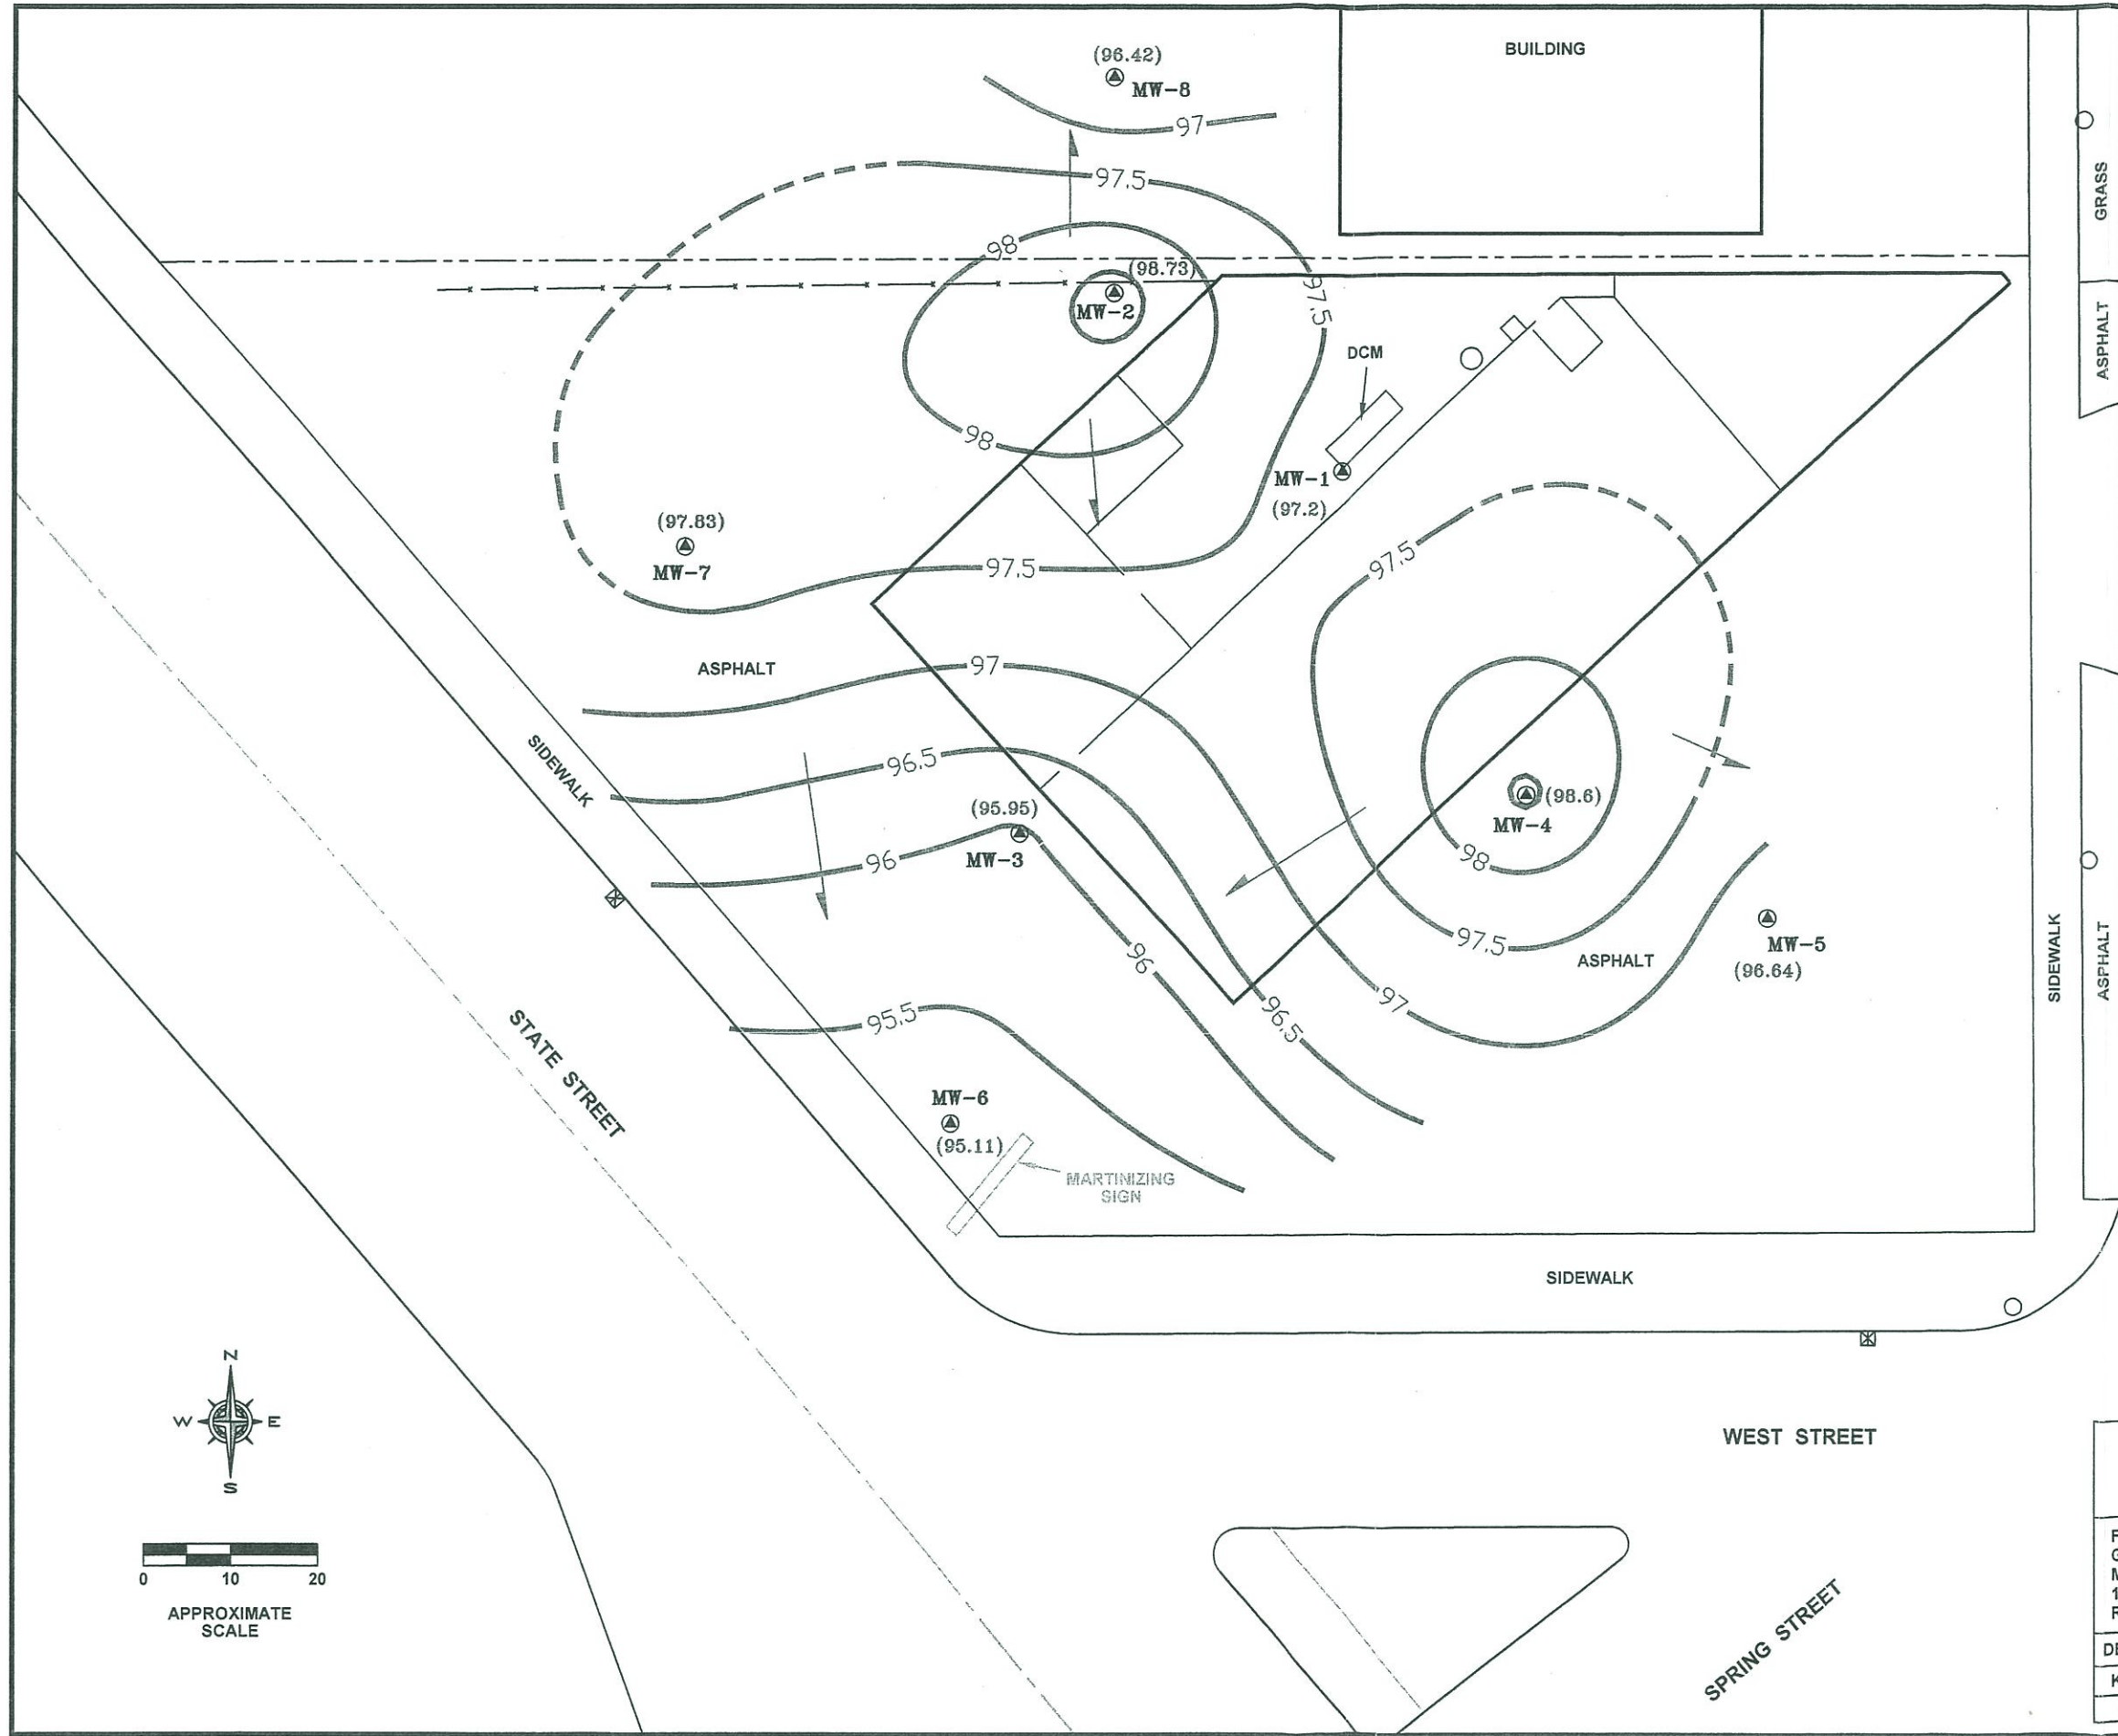 (96.42)
MW-8
BUILDING
97
97.5
98
(98.73)
MW-2
97.5
DCM
GRASS
ASPHALT
98
MW-1
(97.2)
(97.83)
MW-7
97.5
97.5
ASPHALT
97
SIDEWALK
96.5
(95.95)
MW-3
96
(98.6)
MW-4
98
97.5
ASPHALT
MW-5
(96.64)
SIDEWALK
ASPHALT
96
97
96.5
95.5
STATE STREET
MW-6
(95.11)
MARTINIZING
SIGN
SIDEWALK
N
W E
S
WEST STREET
0 10 20
APPROXIMATE
SCALE
SPRING STREET